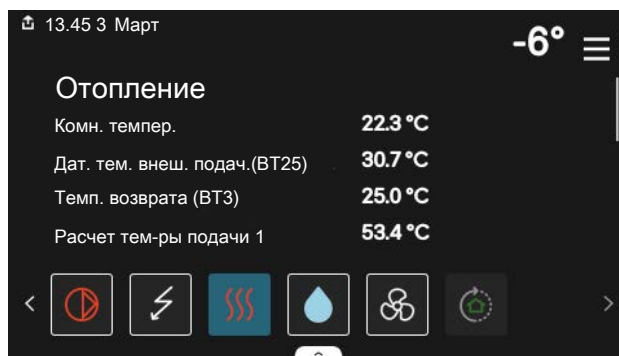 13.45 3 Март
-6°
Отопление
Комн. темпер. 22.3 °C
Дат. тем. внеш. подач.(BT25) 30.7 °C
Темп. возврата (BT3) 25.0 °C
Расчет тем-ры подачи 1 53.4 °C